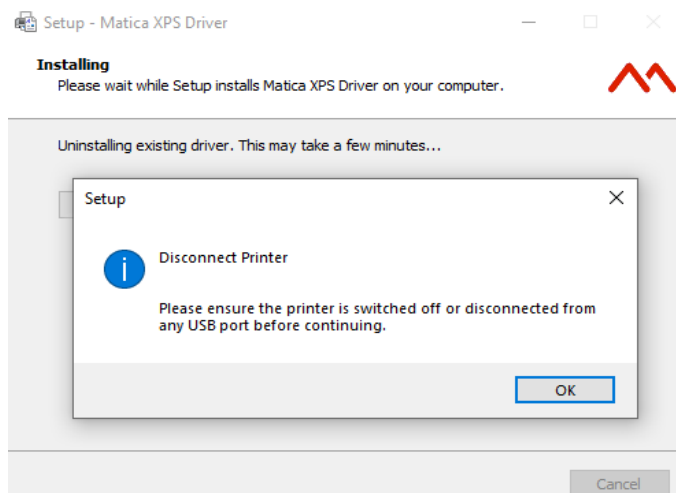 Setup - Matica XPS Driver
Installing
Please wait while Setup installs Matica XPS Driver on your computer.
Uninstalling existing driver. This may take a few minutes...
Setup
Disconnect Printer
Please ensure the printer is switched off or disconnected from
any USB port before continuing.
OK
Cancel